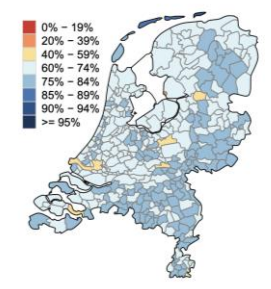 0% – 19%
20% – 39%
40% – 59%
60% – 74%
75% – 84%
85% – 89%
90% – 94%
>= 95%